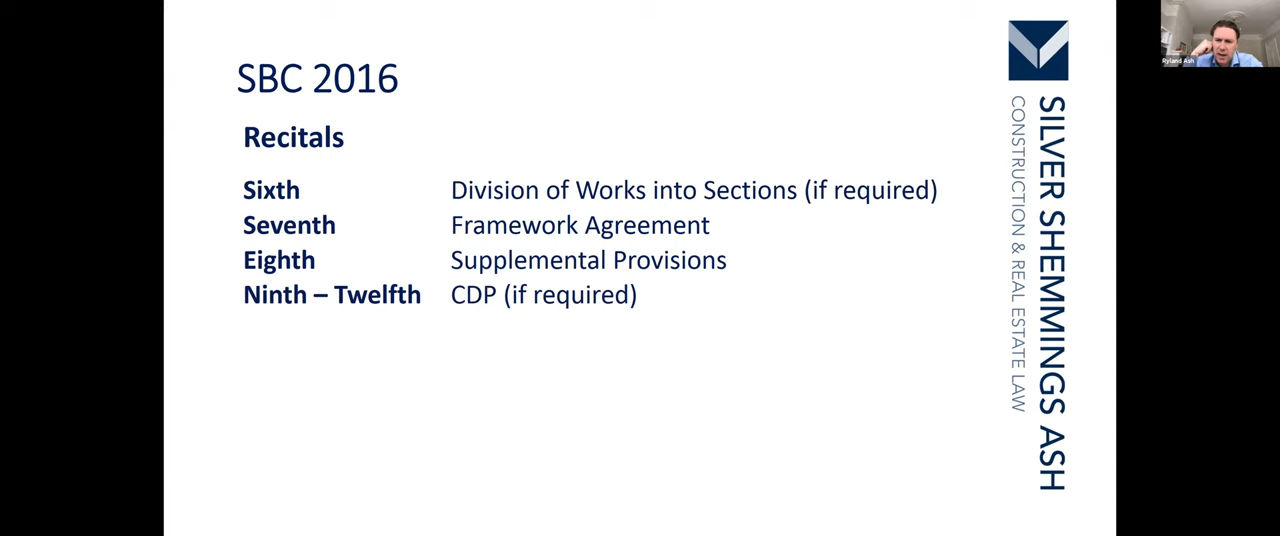 SBC 2016
Recitals
Sixth Division of Works into Sections (if required)
Seventh Framework Agreement
Eighth Supplemental Provisions
Ninth – Twelfth CDP (if required)
SILVER SHEMMINGS ASH
CONSTRUCTION & REAL ESTATE LAW
Ryland Ash